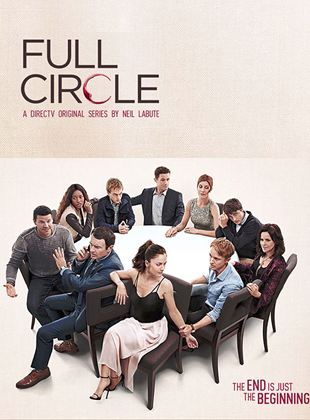 FULL
CIRCLE
A DIRECTV ORIGINAL SERIES BY NEIL LABUTE
THE END IS JUST
THE BEGINNING